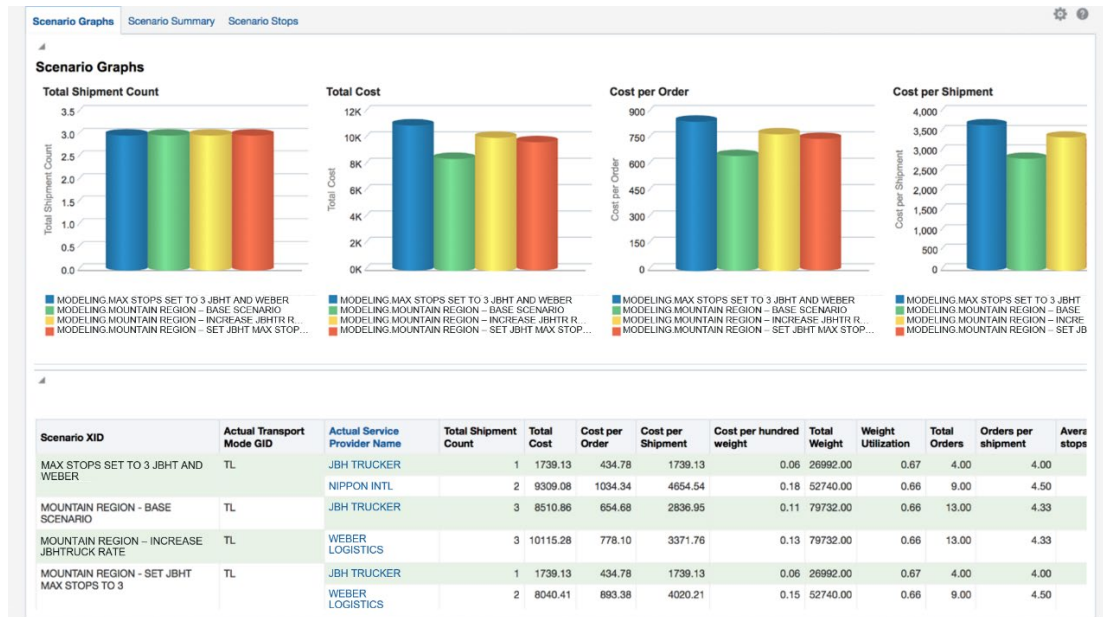 Scenario Graphs Scenario Summary Scenario Stops
Scenario Graphs
Total Shipment Count
3.5
3.0
2.5
2.0
1.5
1.0
0.5
0.0
Total Shipment Count
MODELING.MAX STOPS SET TO 3 JBHT AND WEBER
MODELING.MOUNTAIN REGION – BASE SCENARIO
MODELING.MOUNTAIN REGION – INCREASE JBHTR R...
MODELING.MOUNTAIN REGION – SET JBHT MAX STOP...
Total Cost
12K
10K
8K
6K
4K
2K
0K
Total Cost
MODELING.MAX STOPS SET TO 3 JBHT AND WEBER
MODELING.MOUNTAIN REGION – BASE SCENARIO
MODELING.MOUNTAIN REGION – INCREASE JBHTR R...
MODELING.MOUNTAIN REGION – SET JBHT MAX STOP...
Cost per Order
900
750
600
450
300
150
0
Cost per Order
MODELING.MAX STOPS SET TO 3 JBHT AND WEBER
MODELING.MOUNTAIN REGION – BASE SCENARIO
MODELING.MOUNTAIN REGION – INCREASE JBHTR R...
MODELING.MOUNTAIN REGION – SET JBHT MAX STOP...
Cost per Shipment
4,000
3,500
3,000
2,500
2,000
1,500
1,000
500
0
Cost per Shipment
MODELING.MAX STOPS SET TO 3 JBHT
MODELING.MOUNTAIN REGION – BASE
MODELING.MOUNTAIN REGION – INCRE
MODELING.MOUNTAIN REGION – SET JB
Scenario XID Actual Transport Mode GID Actual Service Provider Name Total Shipment Count Total Cost Cost per Order Cost per Shipment Cost per hundred weight Total Weight Weight Utilization Total Orders Orders per shipment Avera stops
MAX STOPS SET TO 3 JBHT AND WEBER TL JBH TRUCKER 1 1739.13 434.78 1739.13 0.06 26992.00 0.67 4.00 4.00
NIPPON INTL 2 9309.08 1034.34 4654.54 0.18 52740.00 0.66 9.00 4.50
MOUNTAIN REGION - BASE SCENARIO TL JBH TRUCKER 3 8510.86 654.68 2836.95 0.11 79732.00 0.66 13.00 4.33
MOUNTAIN REGION – INCREASE JBHTRUCK RATE TL WEBER LOGISTICS 3 10115.28 778.10 3371.76 0.13 79732.00 0.66 13.00 4.33
MOUNTAIN REGION - SET JBHT MAX STOPS TO 3 TL JBH TRUCKER 1 1739.13 434.78 1739.13 0.06 26992.00 0.67 4.00 4.00
WEBER LOGISTICS 2 8040.41 893.38 4020.21 0.15 52740.00 0.66 9.00 4.50